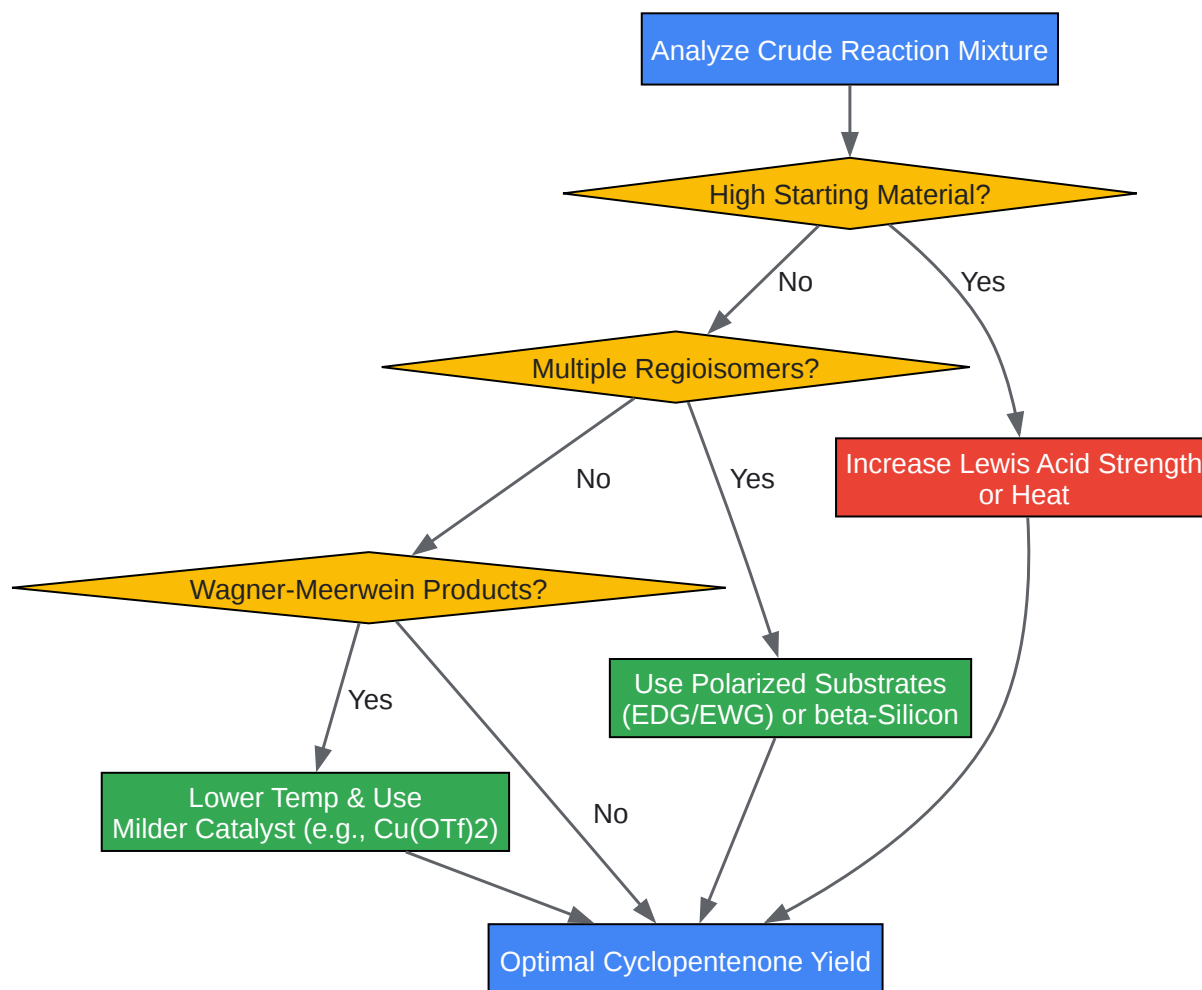 Analyze Crude Reaction Mixture
High Starting Material?
No
Yes
Multiple Regioisomers?
Increase Lewis Acid Strength
or Heat
No
Yes
Wagner-Meerwein Products?
Use Polarized Substrates
(EDG/EWG) or beta-Silicon
Yes
Lower Temp & Use
Milder Catalyst (e.g., Cu(OTf)2)
No
Optimal Cyclopentenone Yield